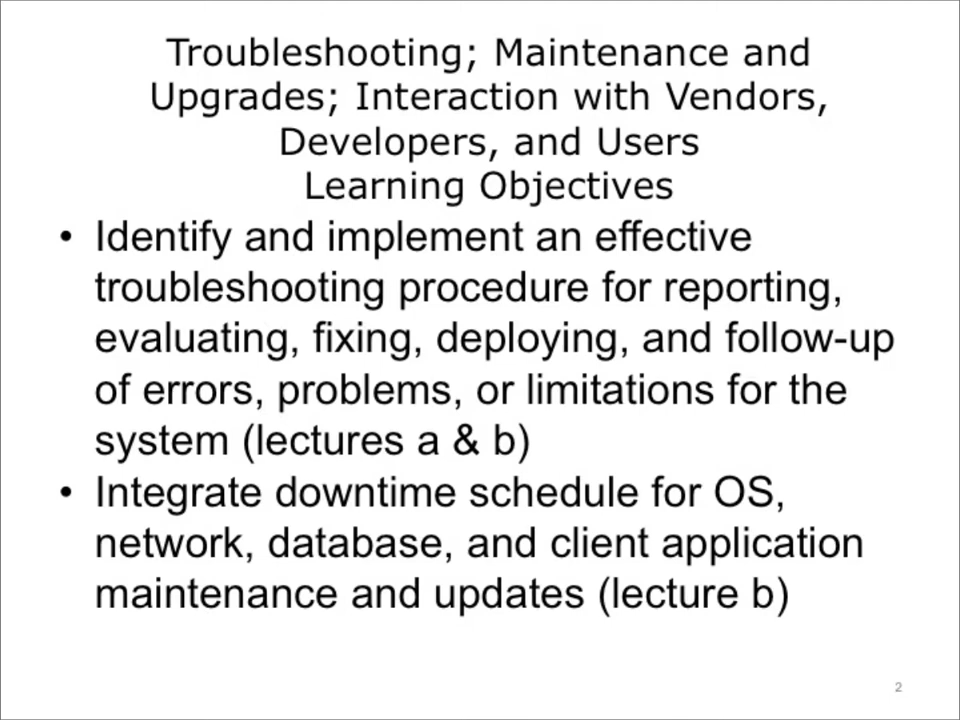 Troubleshooting; Maintenance and
Upgrades; Interaction with Vendors,
Developers, and Users
Learning Objectives
• Identify and implement an effective
troubleshooting procedure for reporting,
evaluating, fixing, deploying, and follow-up
of errors, problems, or limitations for the
system (lectures a & b)
• Integrate downtime schedule for OS,
network, database, and client application
maintenance and updates (lecture b)
2